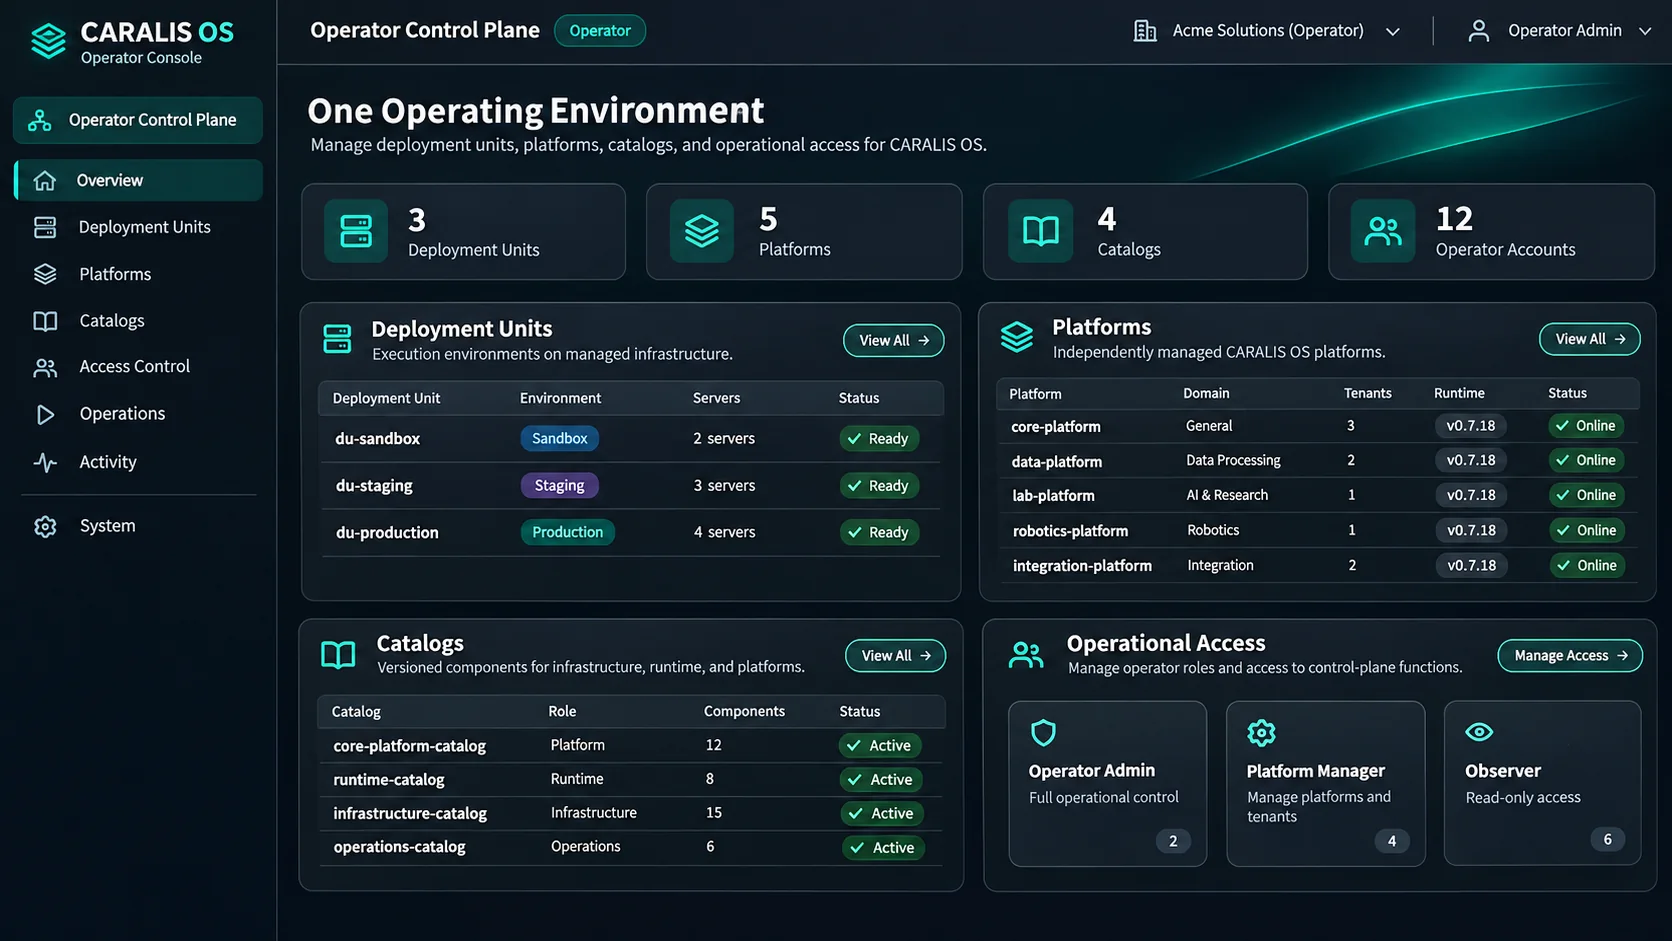 CARALIS OS
Operator Console
Operator Control Plane
Overview
Deployment Units
Platforms
Catalogs
Access Control
Operations
Activity
System
Operator Control Plane
Operator
Acme Solutions (Operator)
Operator Admin
One Operating Environment
Manage deployment units, platforms, catalogs, and operational access for CARALIS OS.
3
Deployment Units
5
Platforms
4
Catalogs
12
Operator Accounts
Deployment Units
Execution environments on managed infrastructure.
View All →
Deployment Unit Environment Servers Status
du-sandbox Sandbox 2 servers Ready
du-staging Staging 3 servers Ready
du-production Production 4 servers Ready
Platforms
Independently managed CARALIS OS platforms.
View All →
Platform Domain Tenants Runtime Status
core-platform General 3 v0.7.18 Online
data-platform Data Processing 2 v0.7.18 Online
lab-platform AI & Research 1 v0.7.18 Online
robotics-platform Robotics 1 v0.7.18 Online
integration-platform Integration 2 v0.7.18 Online
Catalogs
Versioned components for infrastructure, runtime, and platforms.
View All →
Catalog Role Components Status
core-platform-catalog Platform 12 Active
runtime-catalog Runtime 8 Active
infrastructure-catalog Infrastructure 15 Active
operations-catalog Operations 6 Active
Operational Access
Manage operator roles and access to control-plane functions.
Manage Access →
Operator Admin
Full operational control
2
Platform Manager
Manage platforms and
tenants
4
Observer
Read-only access
6